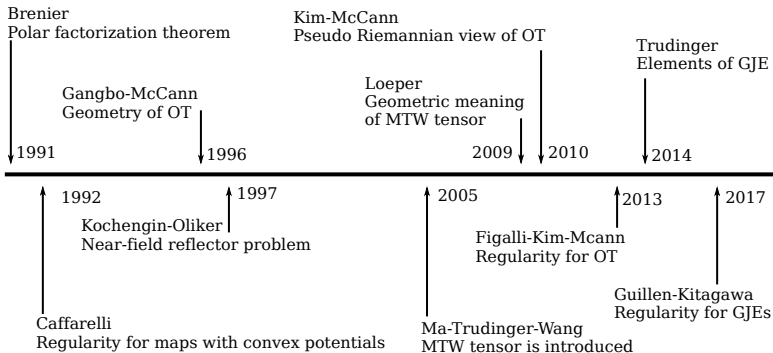 Brenier
Polar factorization theorem
Gangbo-McCann
Geometry of OT
Kim-McCann
Pseudo Riemannian view of OT
Loeper
Geometric meaning
of MTW tensor
Trudinger
Elements of GJE
1991
1996
2009
2010
2014
1992
1997
2005
2013
2017
Kochengin-Oliker
Near-field reflector problem
Figalli-Kim-Mcann
Regularity for OT
Guillen-Kitagawa
Regularity for GJEs
Caffarelli
Regularity for maps with convex potentials
Ma-Trudinger-Wang
MTW tensor is introduced